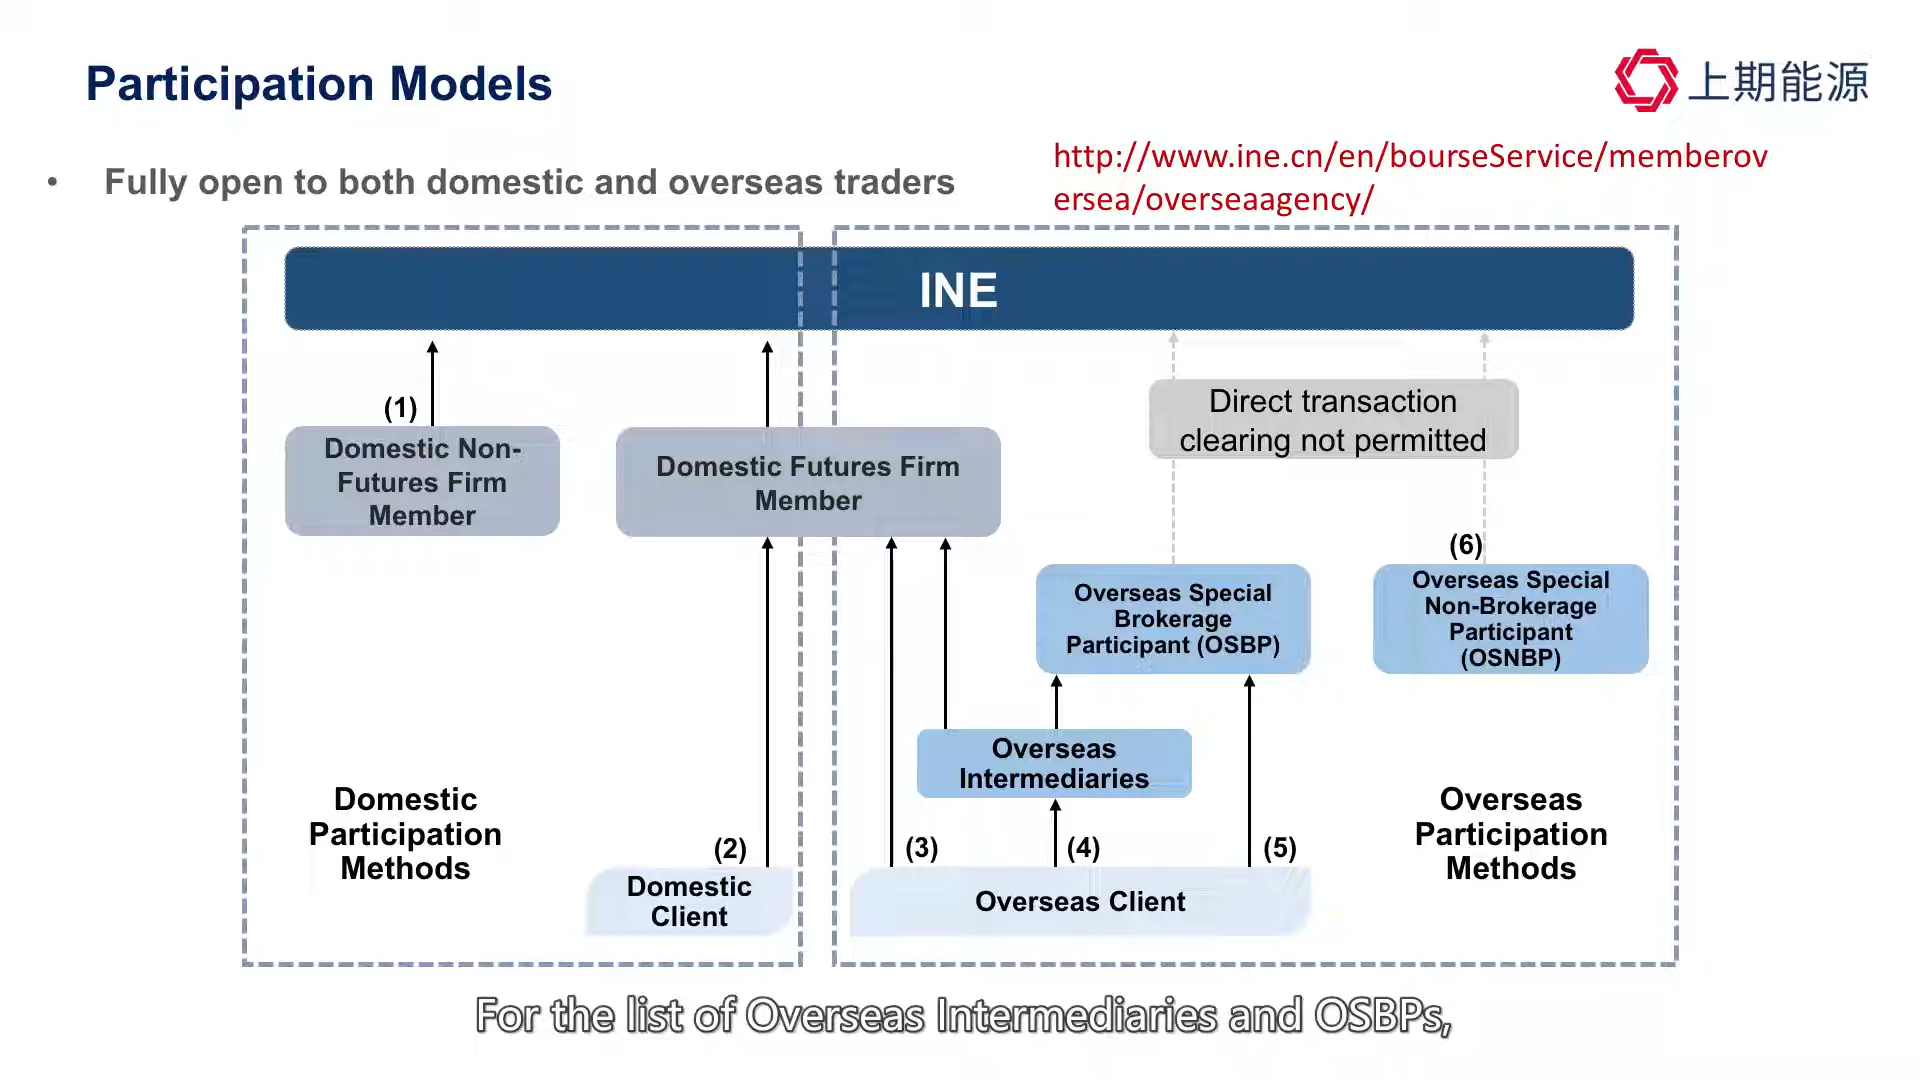 Participation Models
上期能源
• Fully open to both domestic and overseas traders
http://www.ine.cn/en/bourseService/memberov
ersea/overseaagency/
INE
(1)
Domestic Non-
Futures Firm
Member
Domestic Futures Firm
Member
Direct transaction
clearing not permitted
(6)
Overseas Special
Brokerage
Participant (OSBP)
Overseas Special
Non-Brokerage
Participant
(OSNBP)
Overseas
Intermediaries
Domestic
Participation
Methods
Overseas
Participation
Methods
(2)
(3)
(4)
(5)
Domestic
Client
Overseas Client
For the list of Overseas Intermediaries and OSBPs,